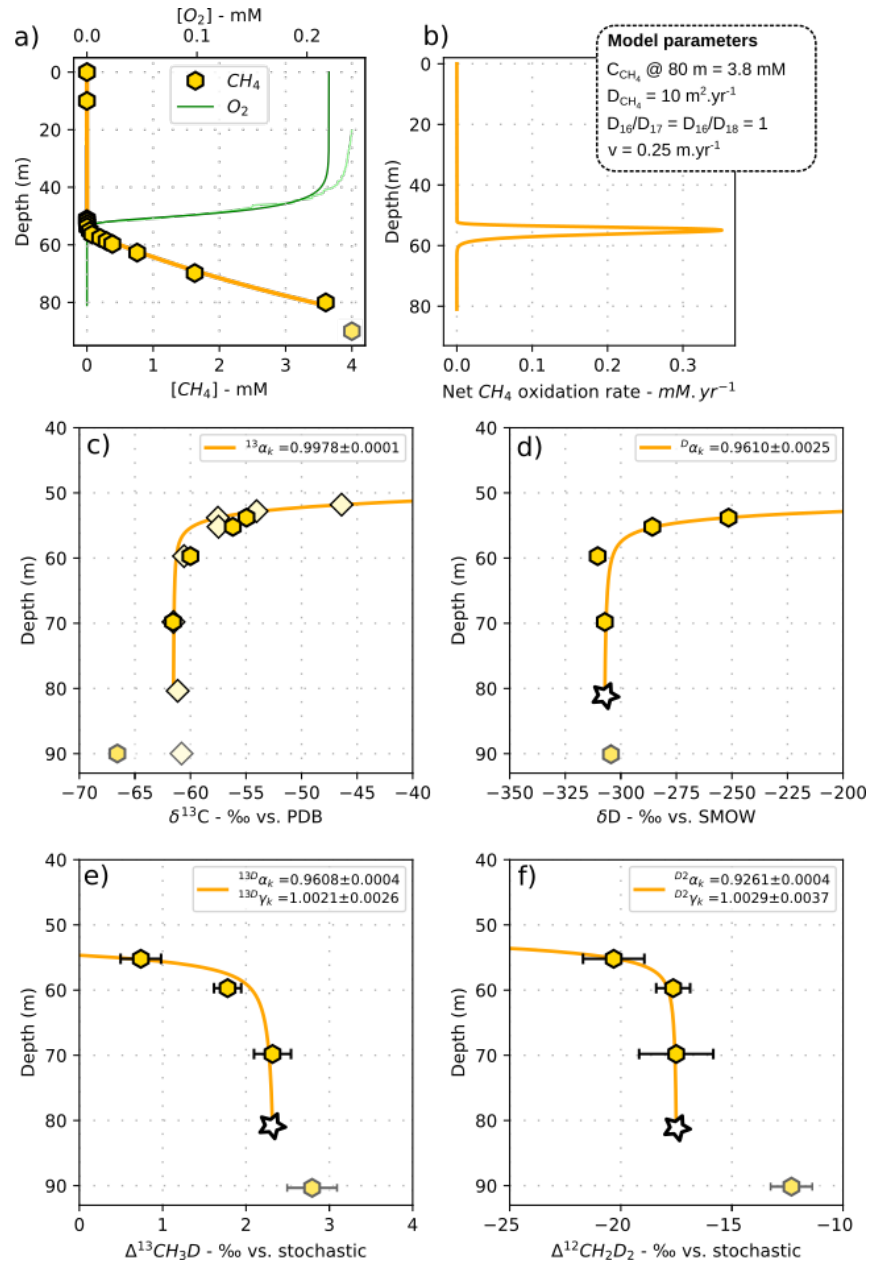 [O₂] - mM
0.0 0.1 0.2
a)
CH₄
O₂
0
20
40
60
80
Depth (m)
0 1 2 3 4
[CH₄] - mM
b)
Model parameters
C_CH₄ @ 80 m = 3.8 mM
D_CH₄ = 10 m².yr⁻¹
D₁₆/D₁₇ = D₁₆/D₁₈ = 1
v = 0.25 m.yr⁻¹
0
20
40
60
80
Depth(m)
0.0 0.1 0.2 0.3
Net CH₄ oxidation rate - mM.yr⁻¹
c)
¹³αₖ =0.9978±0.0001
40
50
60
70
80
90
Depth (m)
−70 −65 −60 −55 −50 −45 −40
δ¹³C - ‰ vs. PDB
d)
ᴰαₖ =0.9610±0.0025
40
50
60
70
80
90
Depth (m)
−350 −325 −300 −275 −250 −225 −200
δD - ‰ vs. SMOW
e)
¹³ᴰαₖ =0.9608±0.0004
¹³ᴰγₖ =1.0021±0.0026
40
50
60
70
80
90
Depth (m)
0 1 2 3 4
Δ¹³CH₃D - ‰ vs. stochastic
f)
ᴰ²αₖ =0.9261±0.0004
ᴰ²γₖ =1.0029±0.0037
40
50
60
70
80
90
Depth (m)
−25 −20 −15 −10
Δ¹²CH₂D₂ - ‰ vs. stochastic